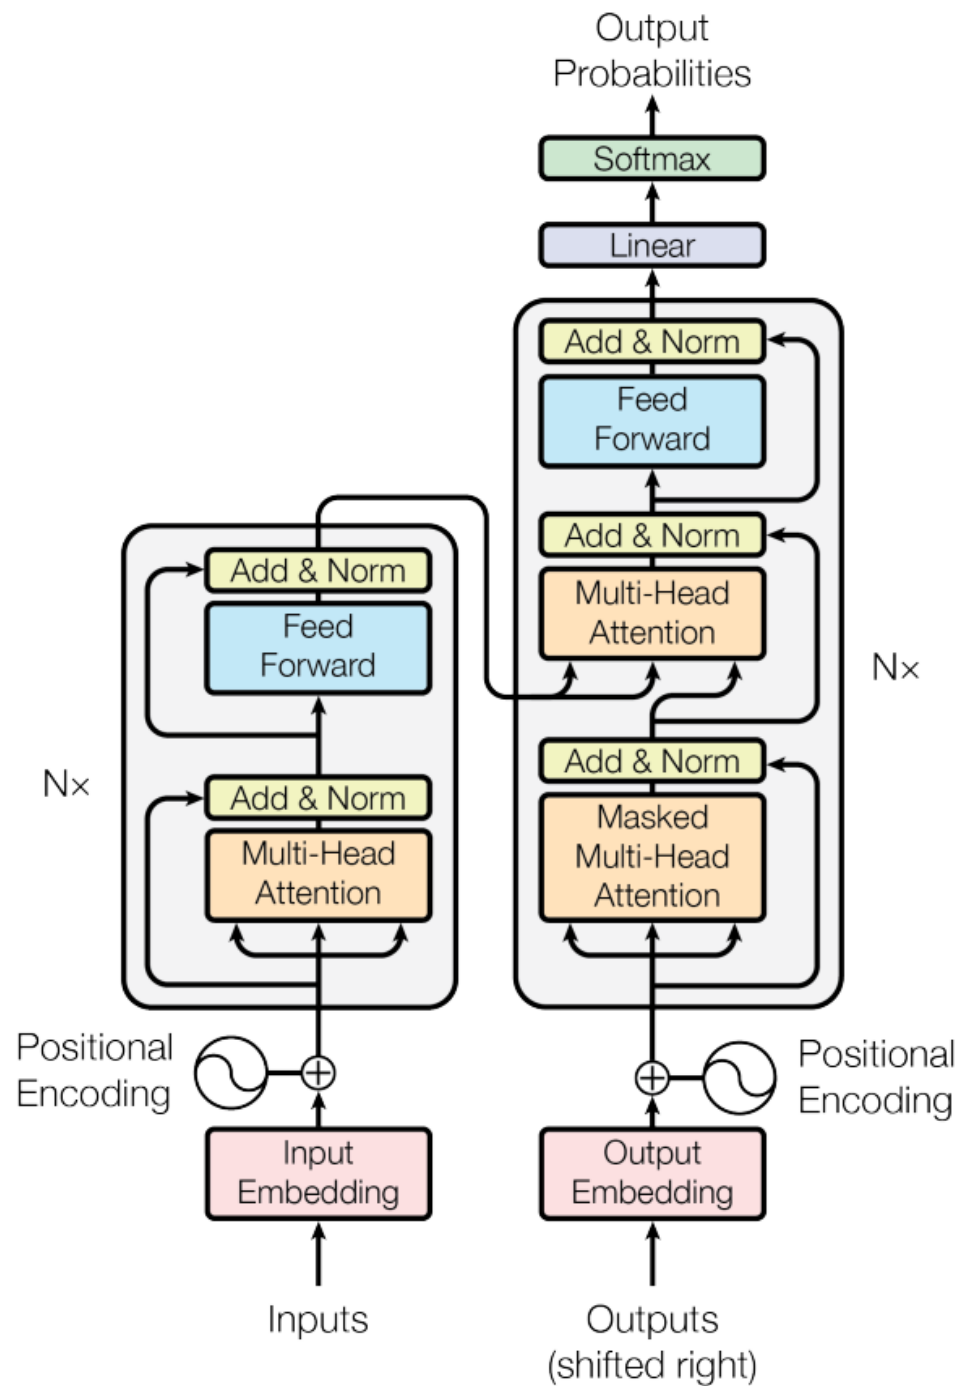 Output
Probabilities
Softmax
Linear
Add & Norm
Feed
Forward
Add & Norm
Multi-Head
Attention
N×
Add & Norm
Masked
Multi-Head
Attention
Add & Norm
Feed
Forward
N×
Add & Norm
Multi-Head
Attention
Positional
Encoding
Positional
Encoding
Input
Embedding
Output
Embedding
Inputs
Outputs
(shifted right)